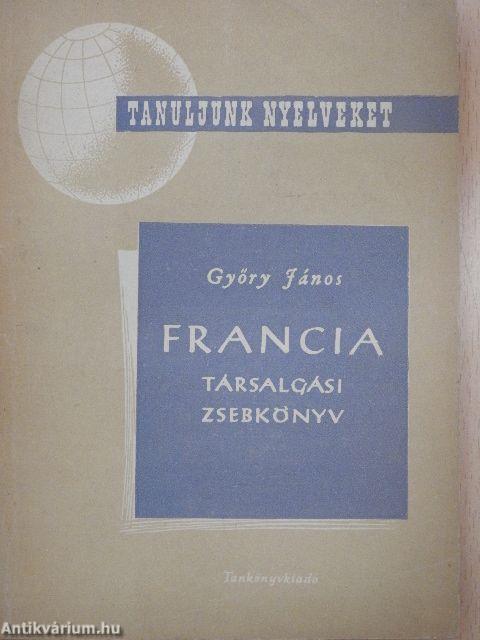 TANULJUNK NYELVEKET
Győry János
FRANCIA
TÁRSALGÁSI
ZSEBKÖNYV
Tankönyvkiadó
Antikvárium.hu